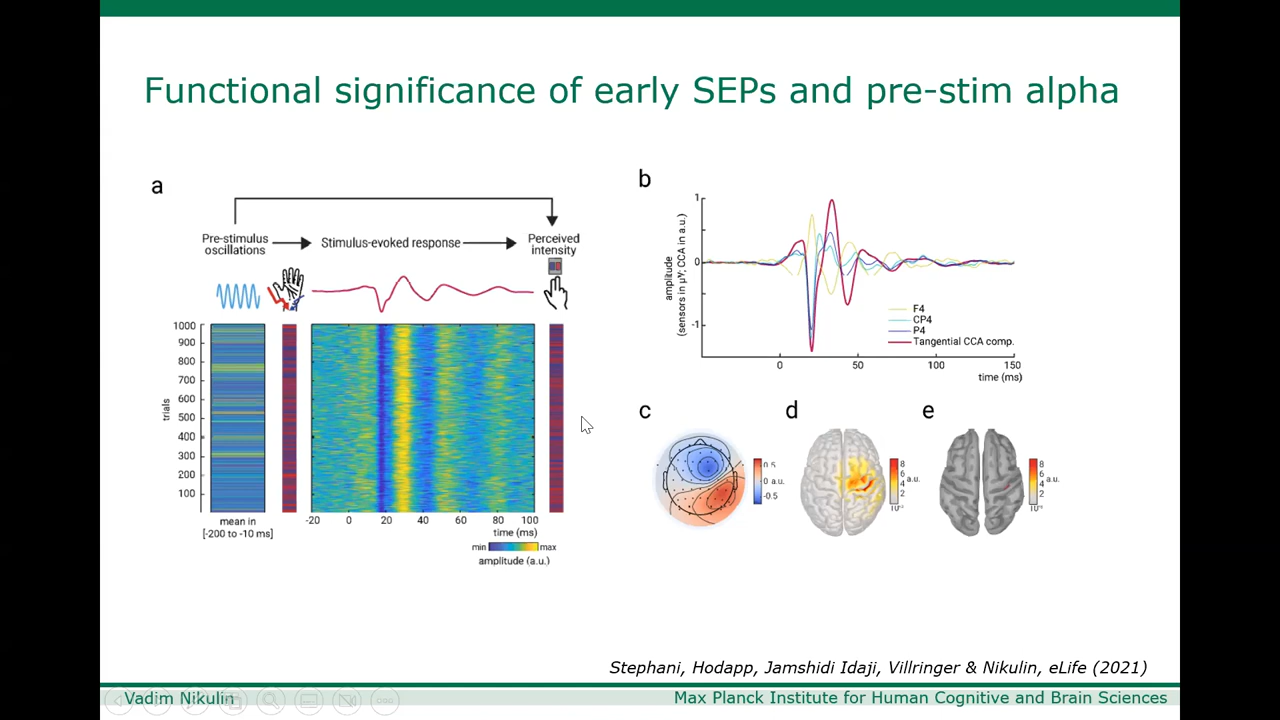 Functional significance of early SEPs and pre-stim alpha
a
Pre-stimulus
oscillations
Stimulus-evoked response
Perceived
intensity
1000
900
800
700
600
500
400
300
200
100
trials
mean in
[-200 to -10 ms]
-20
0
20
40
60
80
100
time (ms)
min
max
amplitude (a.u.)
b
1
0
-1
amplitude
(sensors in µV; CCA in a.u.)
F4
CP4
P4
Tangential CCA comp.
0
50
100
150
time (ms)
c
0.5
0 a.u.
-0.5
d
8
6
4
2
a.u.
e
8
6
4
2
a.u.
Stephani, Hodapp, Jamshidi Idaji, Villringer & Nikulin, eLife (2021)
Vadim Nikulin
Max Planck Institute for Human Cognitive and Brain Sciences